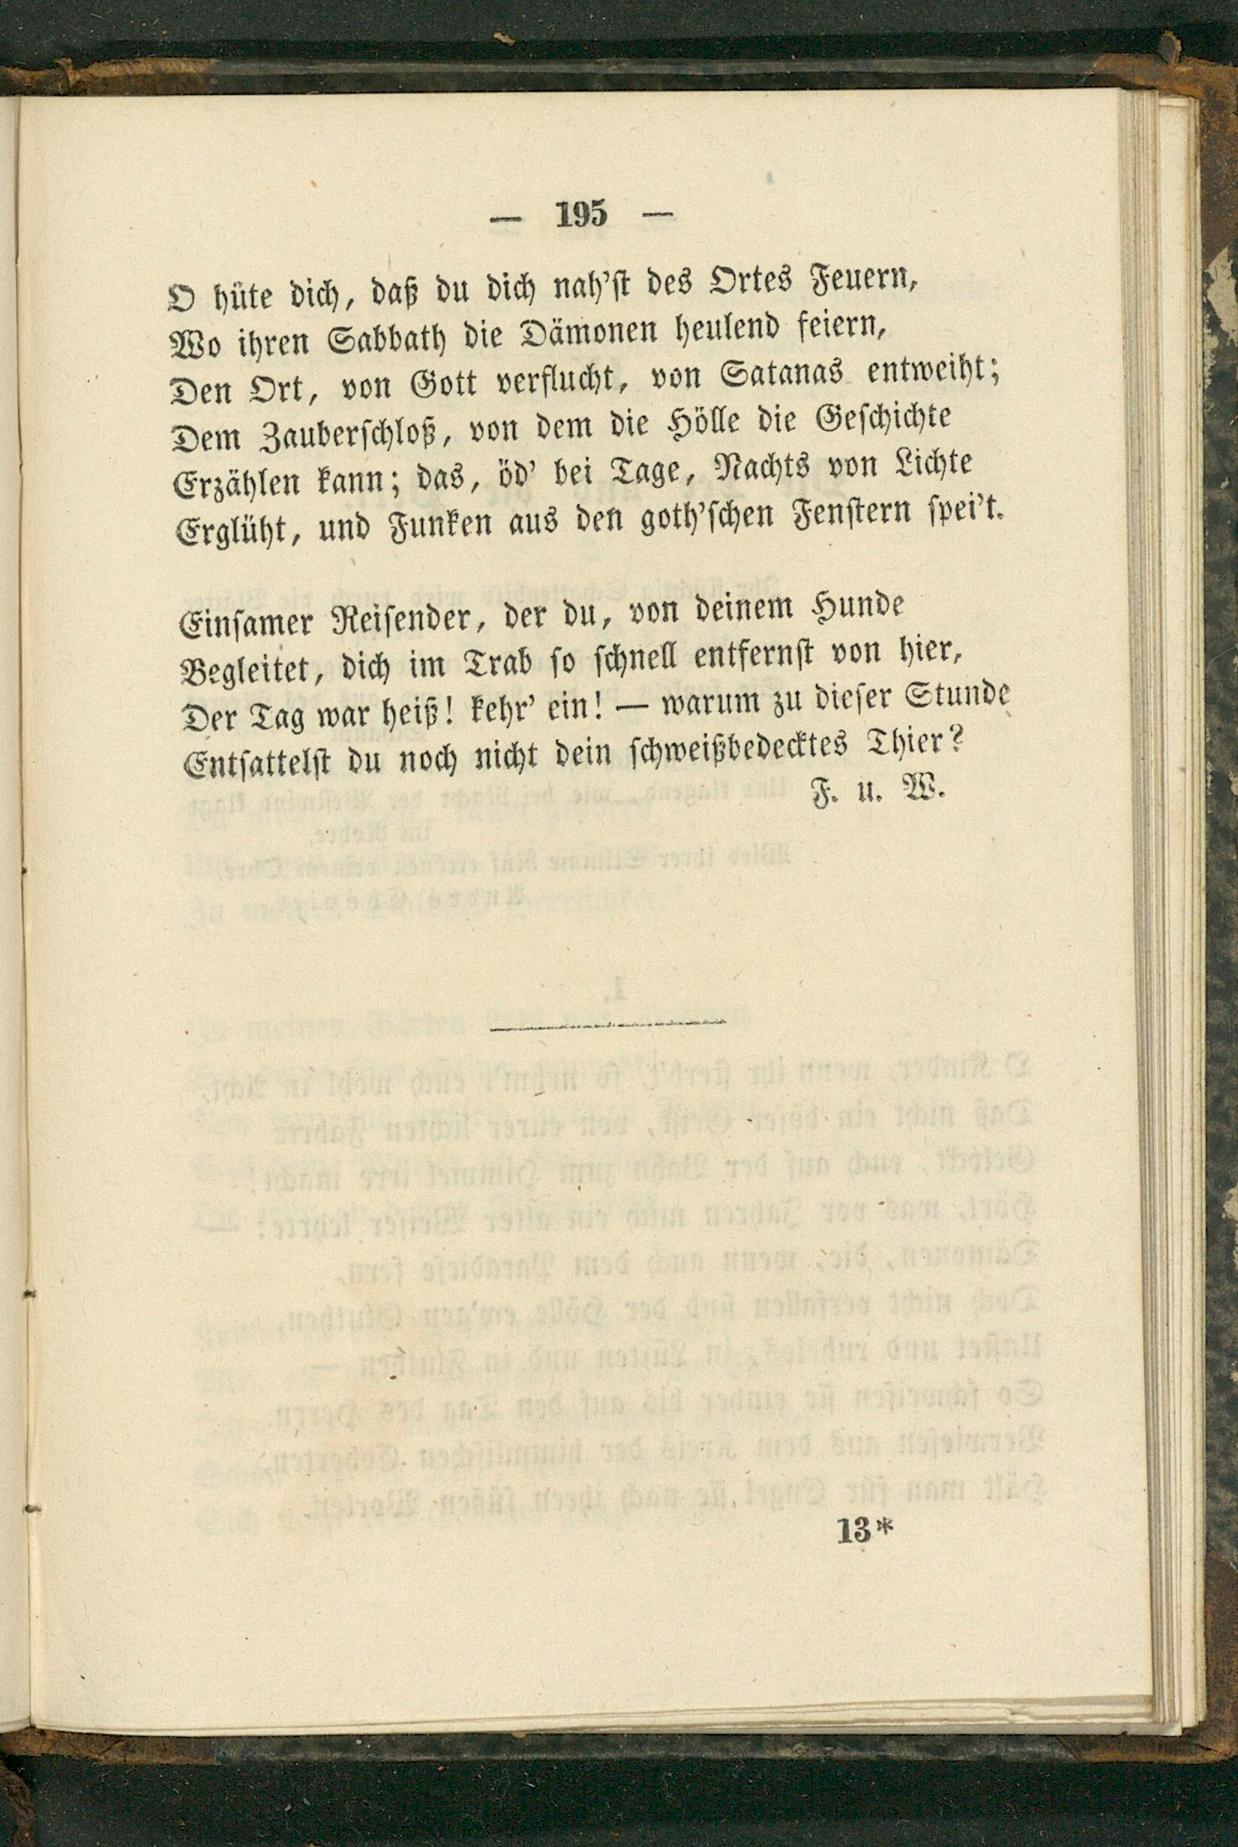 — 195 —
O hüte dich, daß du dich nah'st des Ortes Feuern,
Wo ihren Sabbath die Dämonen heulend feiern,
Den Ort, von Gott verflucht, von Satanas entweiht;
Dem Zauberschloß, von dem die Hölle die Geschichte
Erzählen kann; das, öd' bei Tage, Nachts von Lichte
Erglüht, und Funken aus den goth'schen Fenstern spei't.
Einsamer Reisender, der du, von deinem Hunde
Begleitet, dich im Trab so schnell entfernst von hier,
Der Tag war heiß! kehr' ein! — warum zu dieser Stunde
Entsattelst du noch nicht dein schweißbedecktes Thier?
F. u. W.
13*